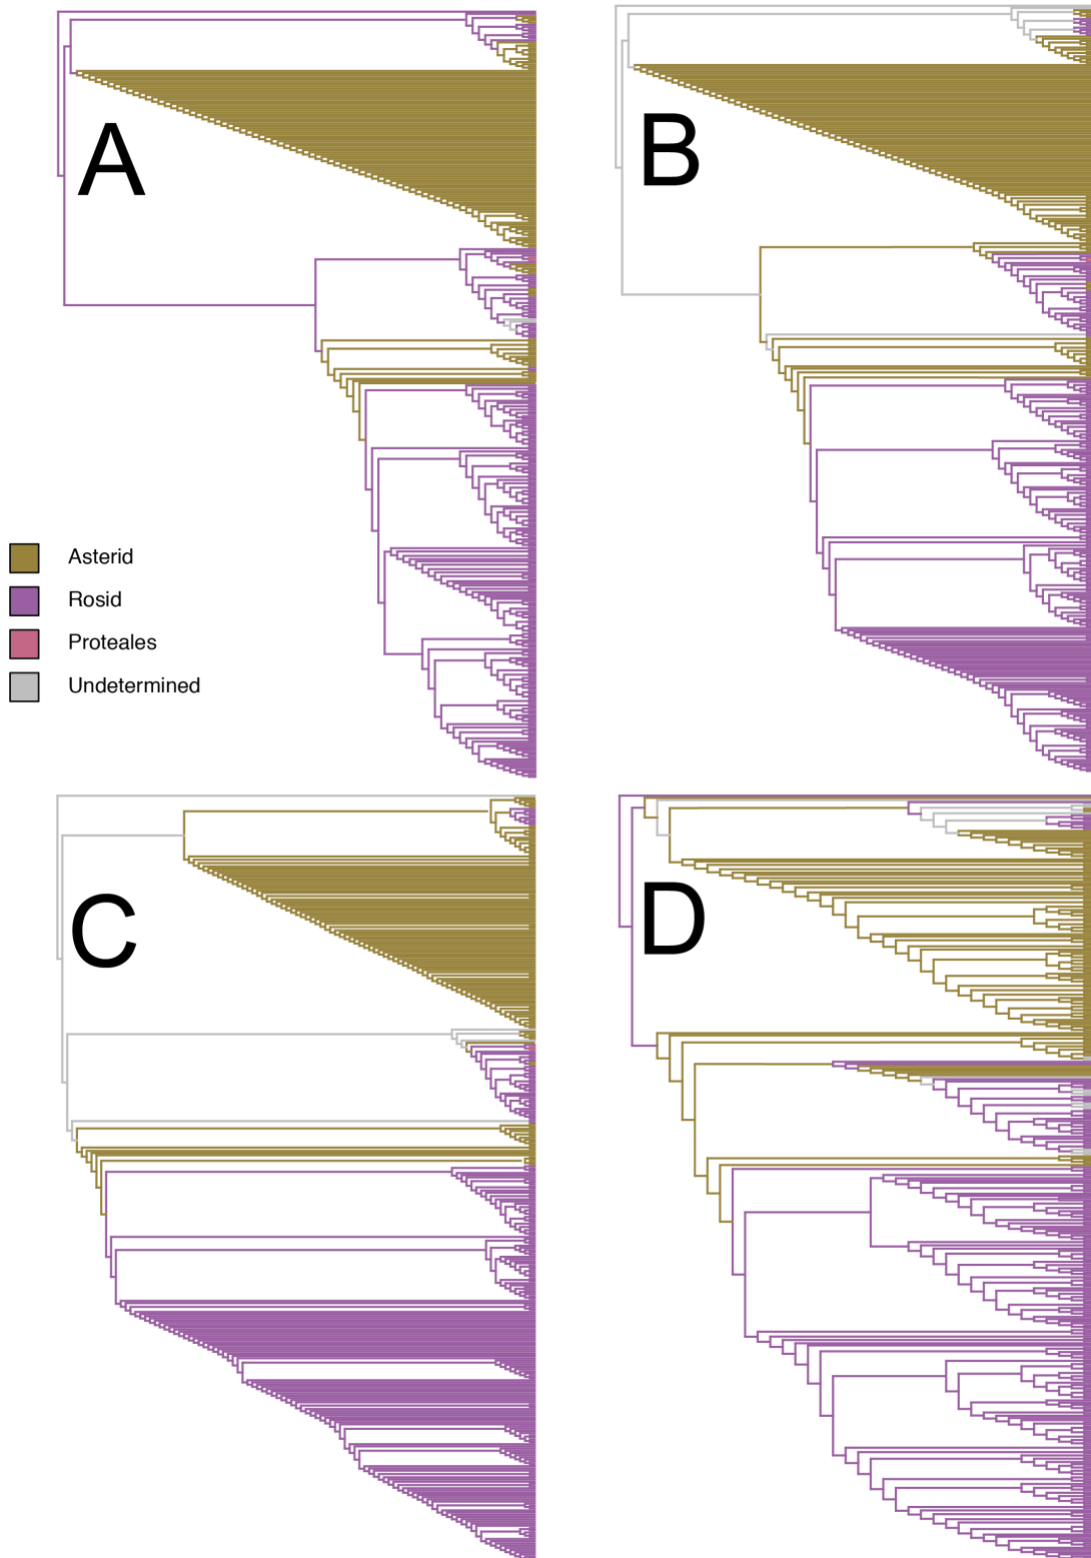 A
B
Asterid
Rosid
Proteales
Undetermined
C
D